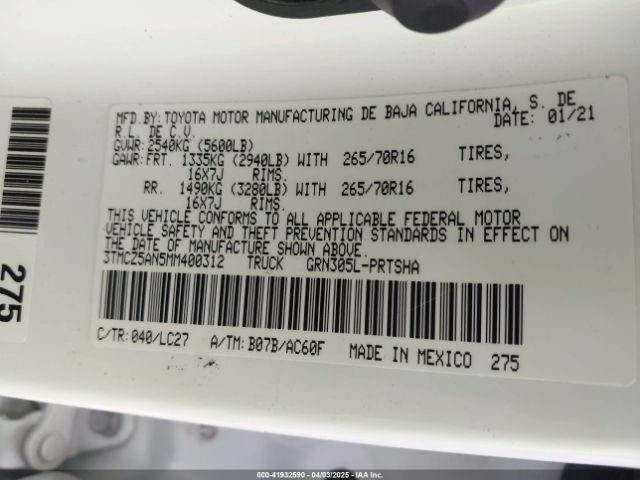 MFD.BY: TOYOTA MOTOR MANUFACTURING DE BAJA CALIFORNIA, S. DE
R.L. DE C.V. DATE: 01/21
GVWR: 2540KG (5600LB)
GAWR: FRT. 1335KG (2940LB) WITH 265/70R16 TIRES,
16X7J RIMS.
RR. 1490KG (3280LB) WITH 265/70R16 TIRES,
16X7J RIMS.
THIS VEHICLE CONFORMS TO ALL APPLICABLE FEDERAL MOTOR
VEHICLE SAFETY AND THEFT PREVENTION STANDARDS IN EFFECT ON
THE DATE OF MANUFACTURE SHOWN ABOVE.
3TMCZ5AN5MM400312 TRUCK GRN305L-PRTSHA
C/TR: 040/LC27 A/TM: B07B/AC60F MADE IN MEXICO 275
275
000-41932590 - 04/03/2025 - IAAI.COM